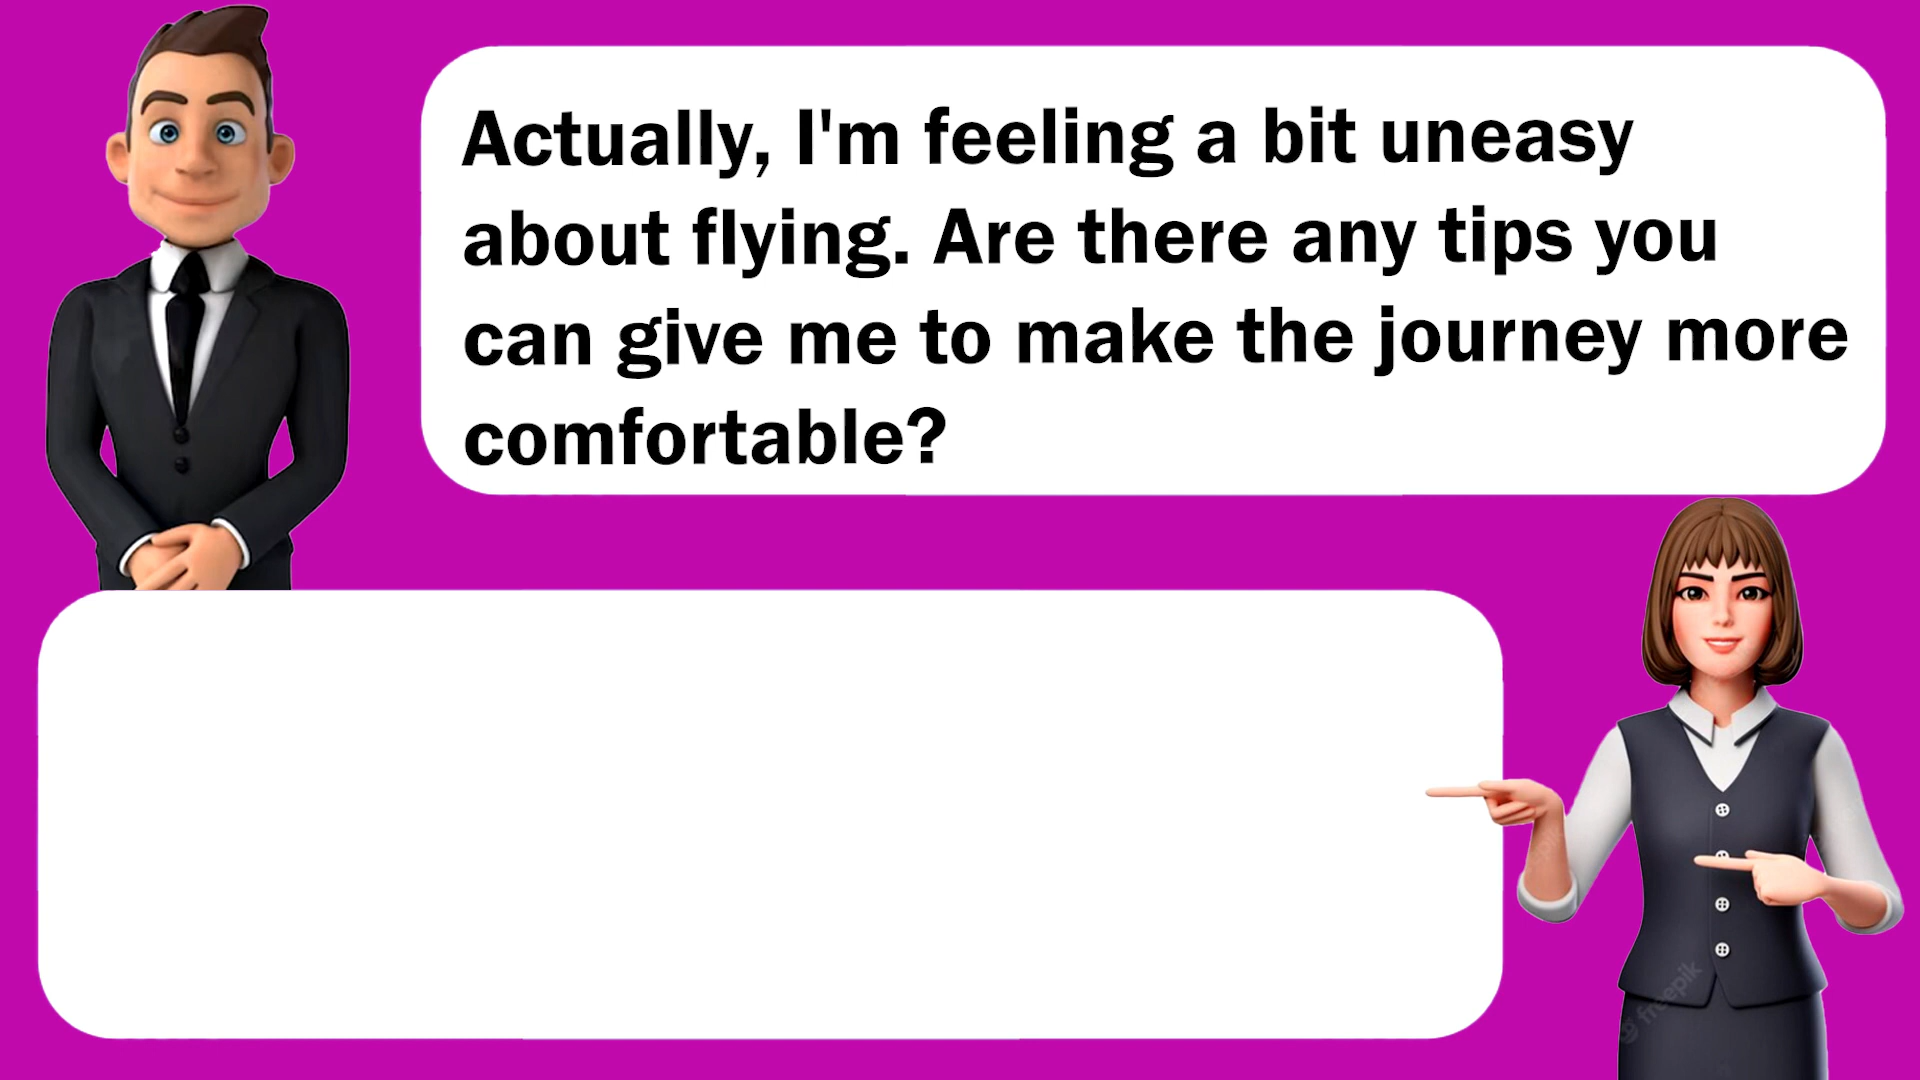 Actually, I'm feeling a bit uneasy
about flying. Are there any tips you
can give me to make the journey more
comfortable?
freepik